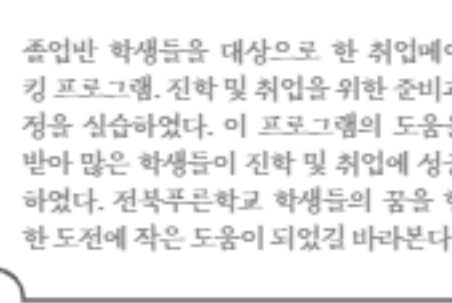 졸업반 학생들을 대상으로 한 취업메이
킹 프로그램. 진학 및 취업을 위한 준비과
정을 실습하였다. 이 프로그램의 도움을
받아 많은 학생들이 진학 및 취업에 성공
하였다. 전북푸른학교 학생들의 꿈을 향
한 도전에 작은 도움이 되었길 바라본다